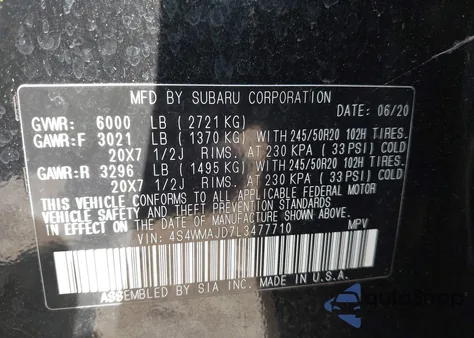 MFD BY SUBARU CORPORATION
DATE: 06/20
GVWR: 6000 LB ( 2721 KG)
GAWR:F 3021 LB ( 1370 KG) WITH 245/50R20 102H TIRES.
20X7 1/2J RIMS. AT 230 KPA ( 33 PSI) COLD
GAWR:R 3296 LB ( 1495 KG) WITH 245/50R20 102H TIRES.
20X7 1/2J RIMS. AT 230 KPA ( 33 PSI) COLD
THIS VEHICLE CONFORMS TO ALL APPLICABLE FEDERAL MOTOR
VEHICLE SAFETY AND BUMPER STANDARDS IN EFFECT ON THE
DATE OF MANUFACTURE SHOWN ABOVE.
VIN: 4S4WMAJD7L3477710 MPV
ASSEMBLED BY SIA INC. MADE IN U.S.A.